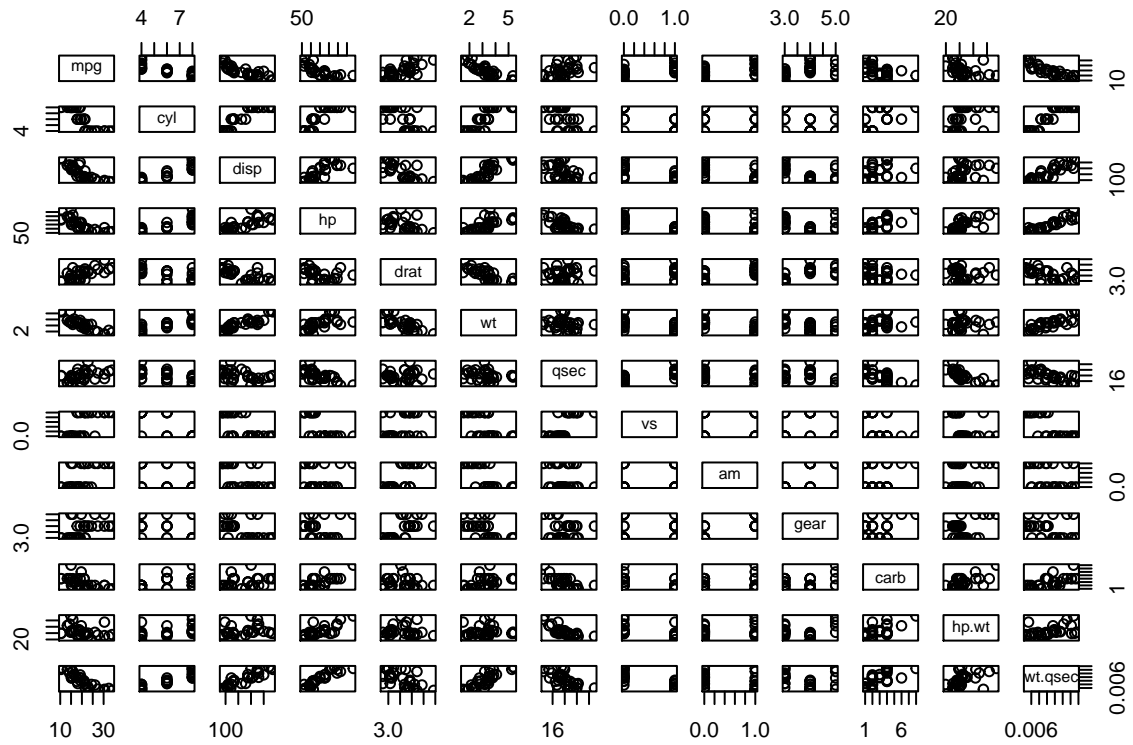 4 7 50 2 5 0.0 1.0 3.0 5.0 20
mpg 10
4 cyl
disp 100
50 hp
drat 3.0
2 wt
qsec 16
0.0 vs
am 0.0
3.0 gear
carb 1
20 hp.wt
wt.qsec 0.006
10 30 100 3.0 16 0.0 1.0 1 6 0.006